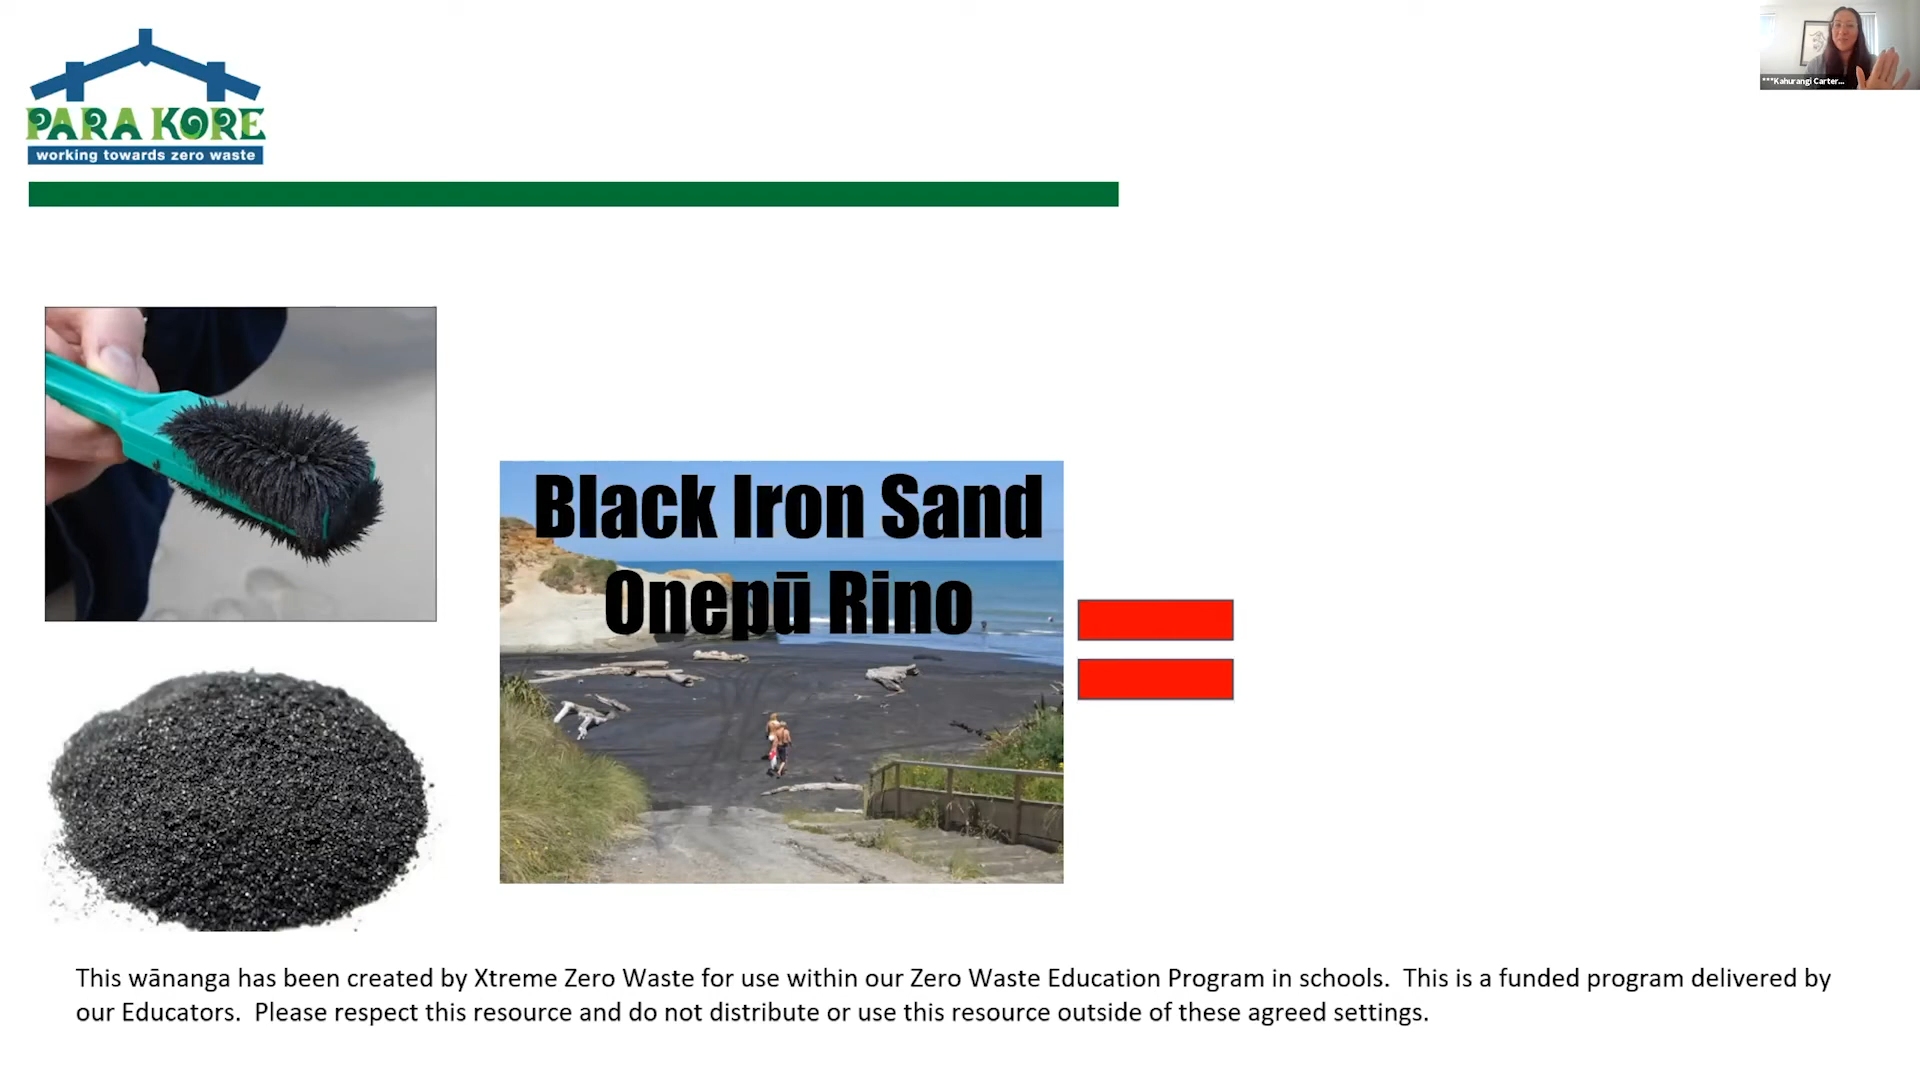 PARA KORE
working towards zero waste
***Kahurangi Carter...
Black Iron Sand
Onepū Rino
This wānanga has been created by Xtreme Zero Waste for use within our Zero Waste Education Program in schools.  This is a funded program delivered by
our Educators.  Please respect this resource and do not distribute or use this resource outside of these agreed settings.